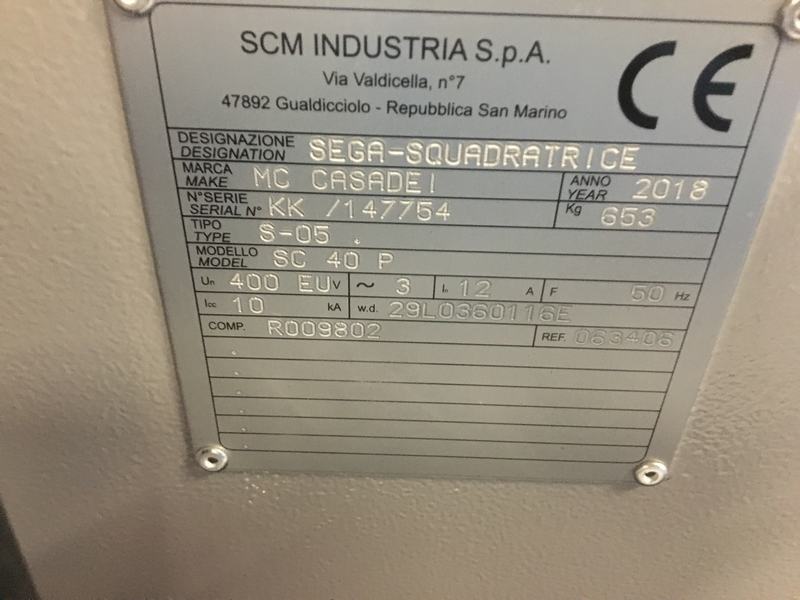 SCM INDUSTRIA S.p.A.
Via Valdicella, n°7
47892 Gualdicciolo - Repubblica San Marino
CE
DESIGNAZIONE
DESIGNATION SEGA-SQUADRATRICE
MARCA
MAKE MC CASADEI ANNO
YEAR 2018
N°SERIE
SERIAL N° KK /147754 Kg 653
TIPO
TYPE S-05 .
MODELLO
MODEL SC 40 P
Un 400 EU V ~ 3 In 12 A F 50 Hz
Icc 10 kA w.d. 29L0360116E
COMP. R009802 REF. 063406